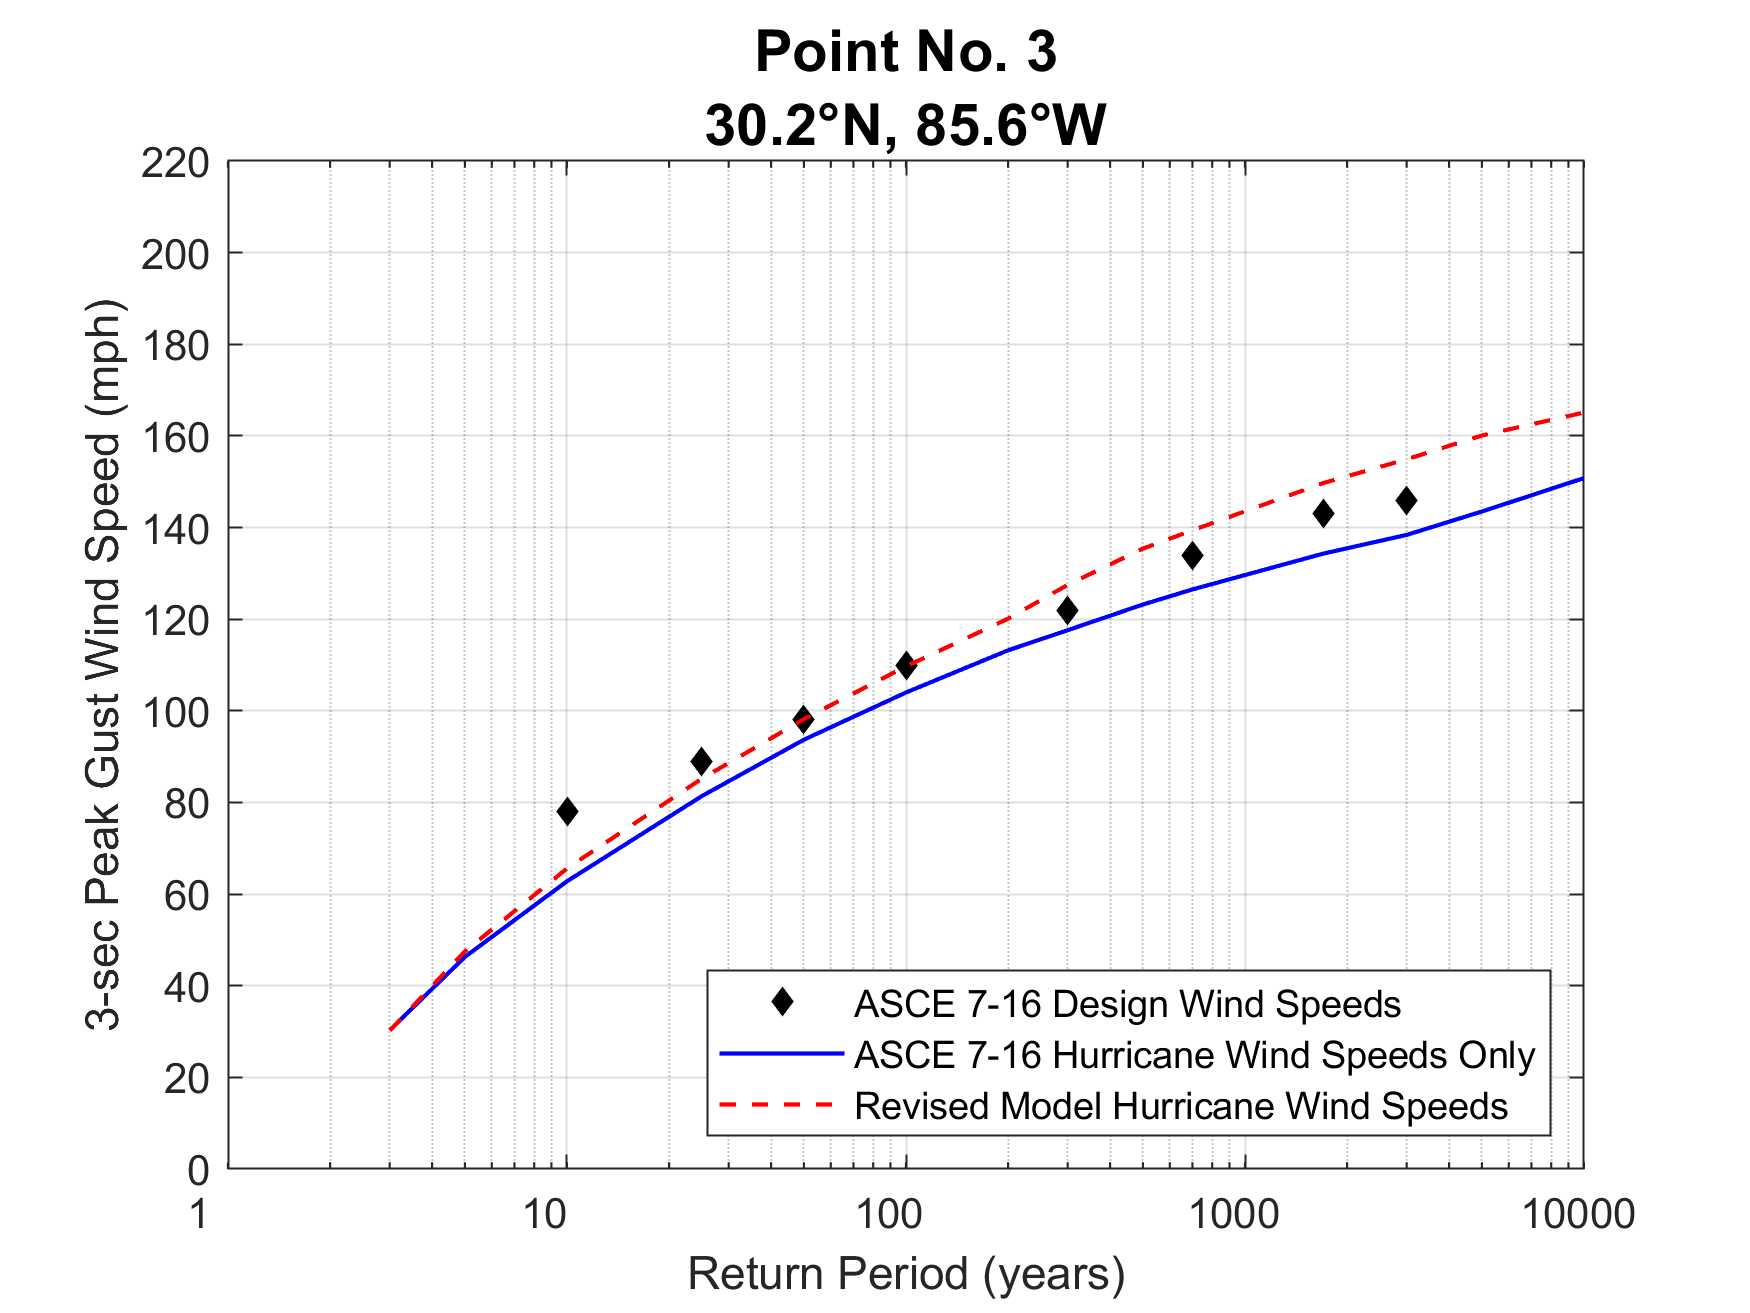 Point No. 3
30.2°N, 85.6°W
220
200
180
160
140
120
100
80
60
40
20
0
3-sec Peak Gust Wind Speed (mph)
ASCE 7-16 Design Wind Speeds
ASCE 7-16 Hurricane Wind Speeds Only
Revised Model Hurricane Wind Speeds
1 10 100 1000 10000
Return Period (years)